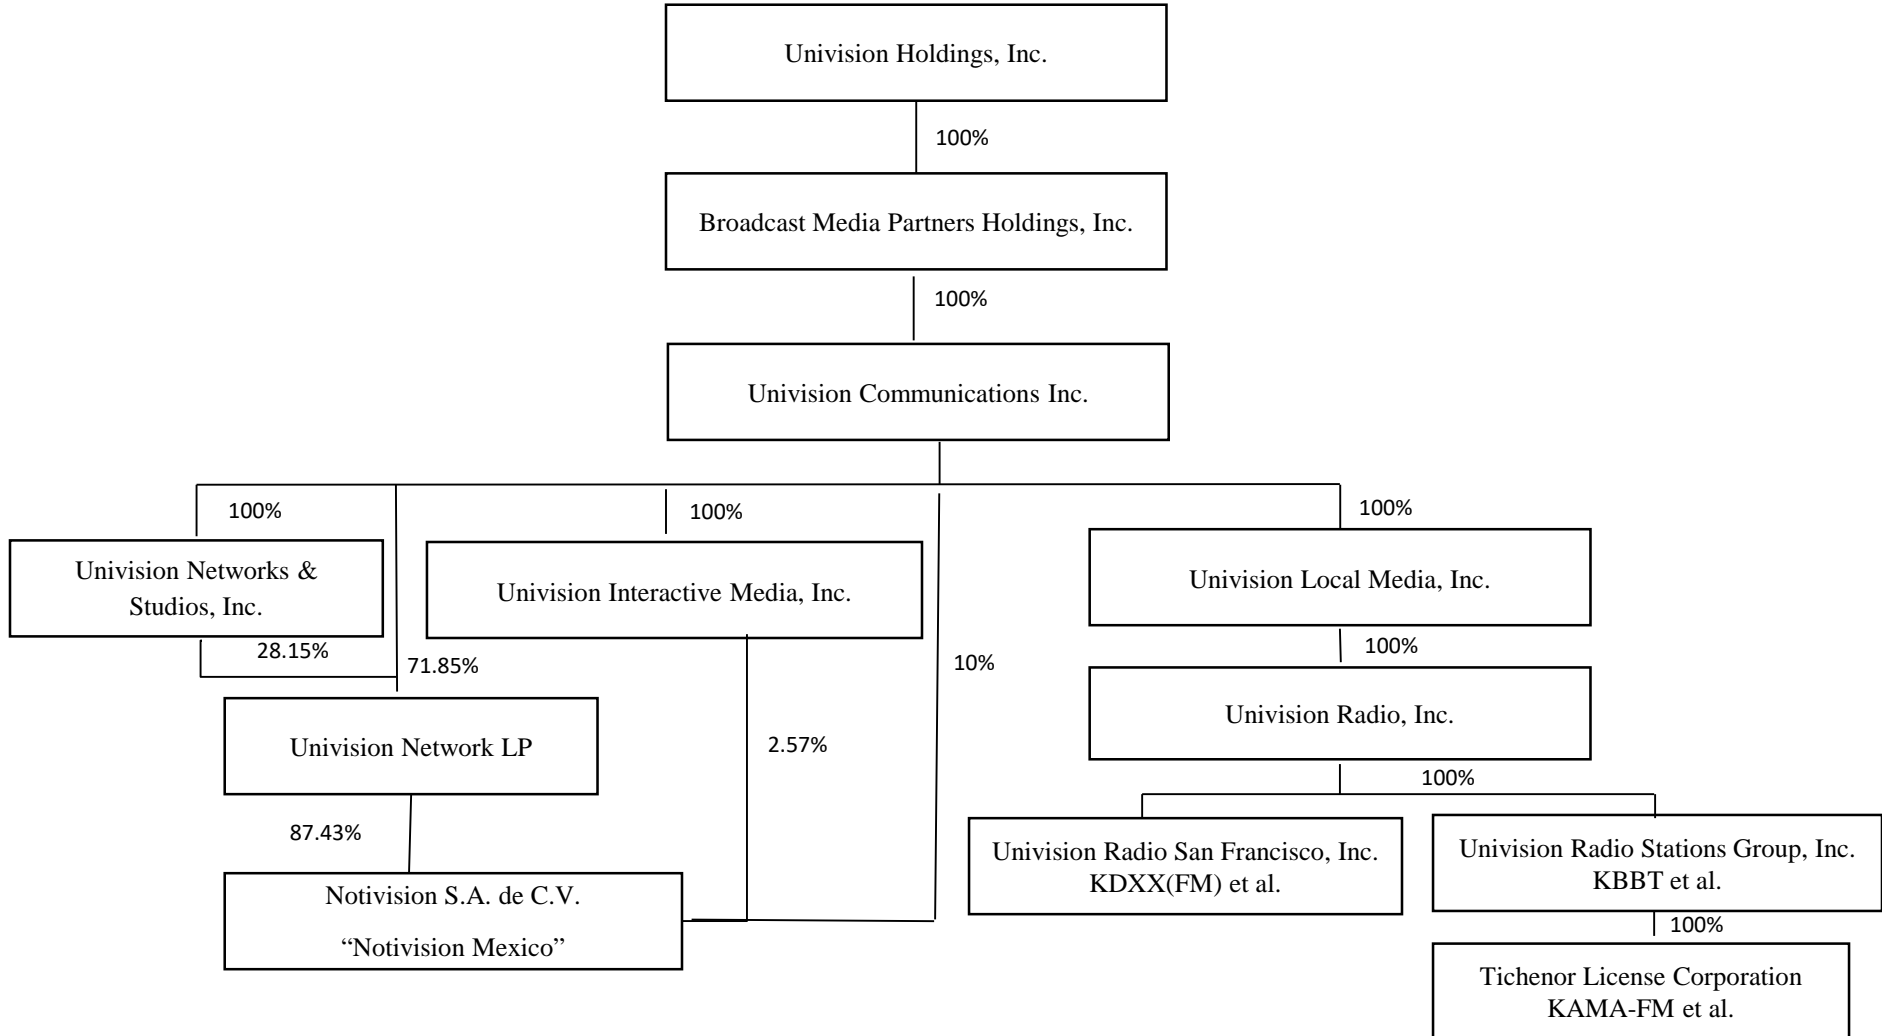 Univision Holdings, Inc.
100%
Broadcast Media Partners Holdings, Inc.
100%
Univision Communications Inc.
100%
100%
100%
Univision Networks &
Studios, Inc.
Univision Interactive Media, Inc.
Univision Local Media, Inc.
28.15%
71.85%
10%
100%
Univision Network LP
2.57%
Univision Radio, Inc.
100%
87.43%
Notivision S.A. de C.V.
“Notivision Mexico”
Univision Radio San Francisco, Inc.
KDXX(FM) et al.
Univision Radio Stations Group, Inc.
KBBT et al.
100%
Tichenor License Corporation
KAMA-FM et al.